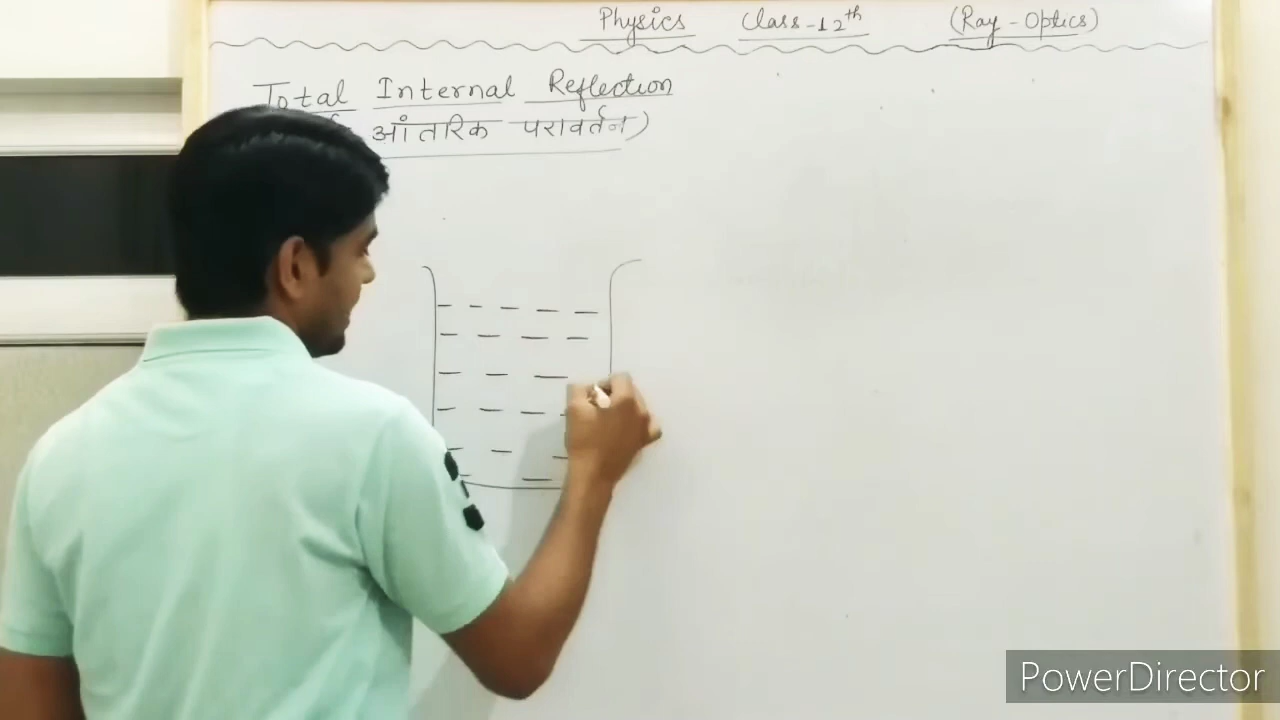 Physics Class-12th (Ray-Optics)
Total Internal Reflection
आंतरिक परावर्तन)
PowerDirector